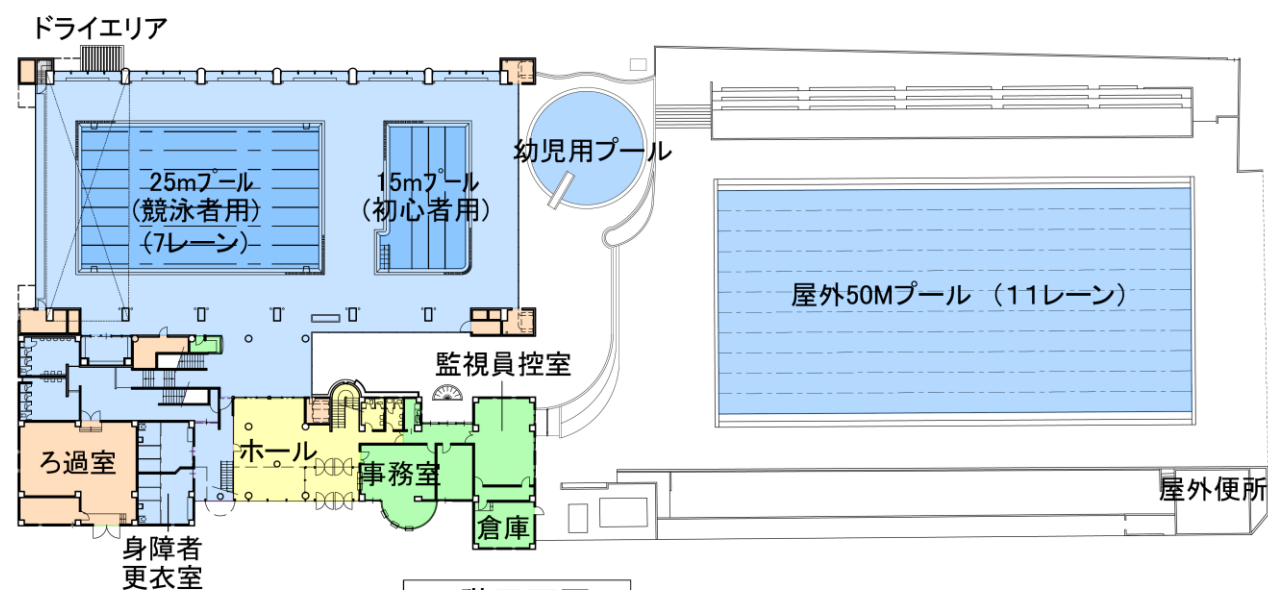 ドライエリア
25mプール
(競泳者用)
(7レーン)
15mプール
(初心者用)
幼児用プール
屋外50Mプール (11レーン)
監視員控室
ろ過室
ホール
事務室
倉庫
屋外便所
身障者
更衣室